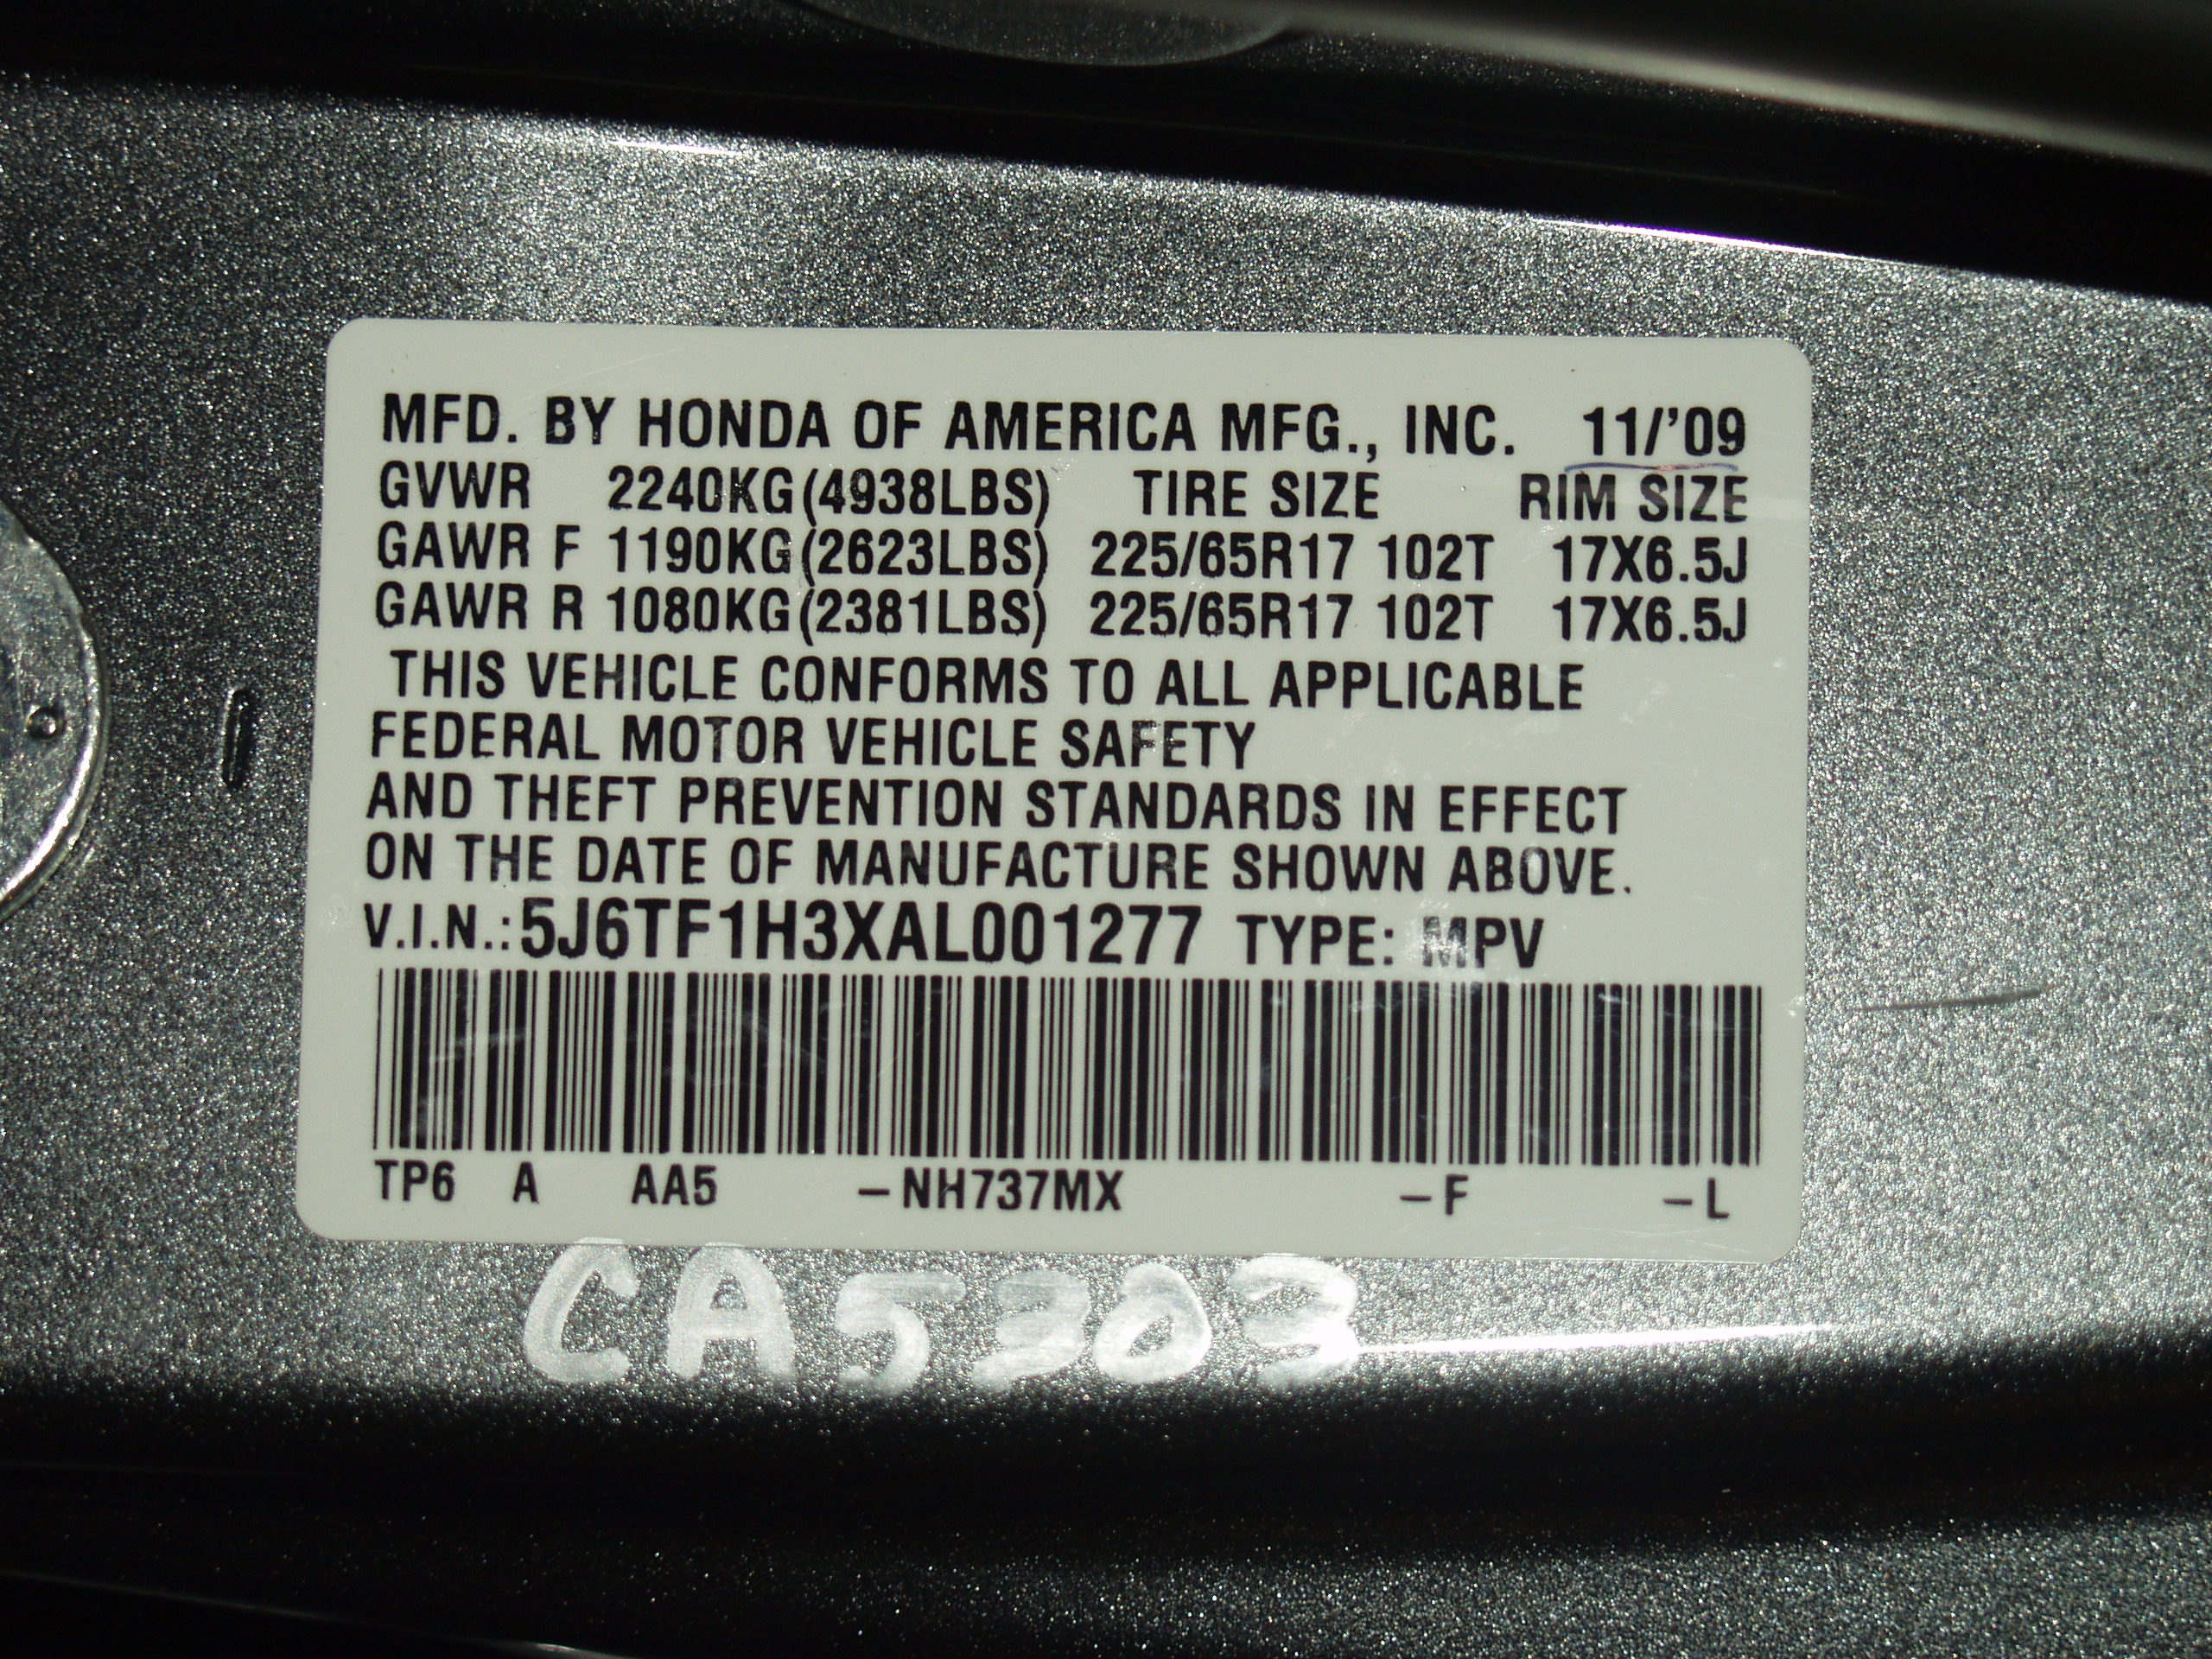 MFD. BY HONDA OF AMERICA MFG., INC. 11/'09
GVWR 2240KG(4938LBS) TIRE SIZE RIM SIZE
GAWR F 1190KG(2623LBS) 225/65R17 102T 17X6.5J
GAWR R 1080KG(2381LBS) 225/65R17 102T 17X6.5J
THIS VEHICLE CONFORMS TO ALL APPLICABLE
FEDERAL MOTOR VEHICLE SAFETY
AND THEFT PREVENTION STANDARDS IN EFFECT
ON THE DATE OF MANUFACTURE SHOWN ABOVE.
V.I.N.:5J6TF1H3XAL001277 TYPE: MPV
TP6 A AA5 –NH737MX –F –L
CA5303